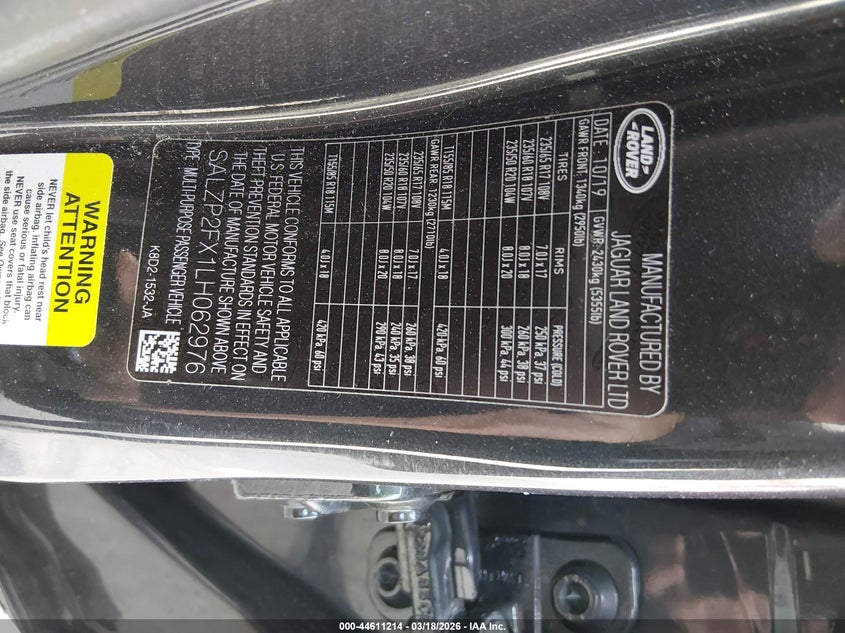 LAND ROVER
MANUFACTURED BY
JAGUAR LAND ROVER LTD
DATE: 10/19 GVWR: 2430kg (5355lb)
GAWR FRONT: 1340kg (2950lb)
TIRES RIMS PRESSURE (COLD)
235/65 R17 108V 7.0J x 17 250 kPa, 37 psi
235/60 R18 107V 8.0J x 18 260 kPa, 38 psi
235/50 R20 104W 8.0J x 20 300 kPa, 44 psi
T155/85 R18 115M 4.0J x 18 420 kPa, 60 psi
GAWR REAR: 1230kg (2710lb)
235/65 R17 108V 7.0J x 17 260 kPa, 38 psi
235/60 R18 107V 8.0J x 18 240 kPa, 35 psi
235/50 R20 104W 8.0J x 20 290 kPa, 43 psi
T155/85 R18 115M 4.0J x 18 420 kPa, 60 psi
THIS VEHICLE CONFORMS TO ALL APPLICABLE
U.S. FEDERAL MOTOR VEHICLE SAFETY AND
THEFT PREVENTION STANDARDS IN EFFECT ON
THE DATE OF MANUFACTURE SHOWN ABOVE
SALZP2FX1LH062976
TYPE: MULTI PURPOSE PASSENGER VEHICLE
K8D2-1532-JA
WARNING
ATTENTION
NEVER let child's head rest near
side airbag, inflating airbag can
cause serious or fatal injury.
NEVER use seat covers that block
the side airbag. See
000-44611214 - 03/18/2026 - IAA Inc.